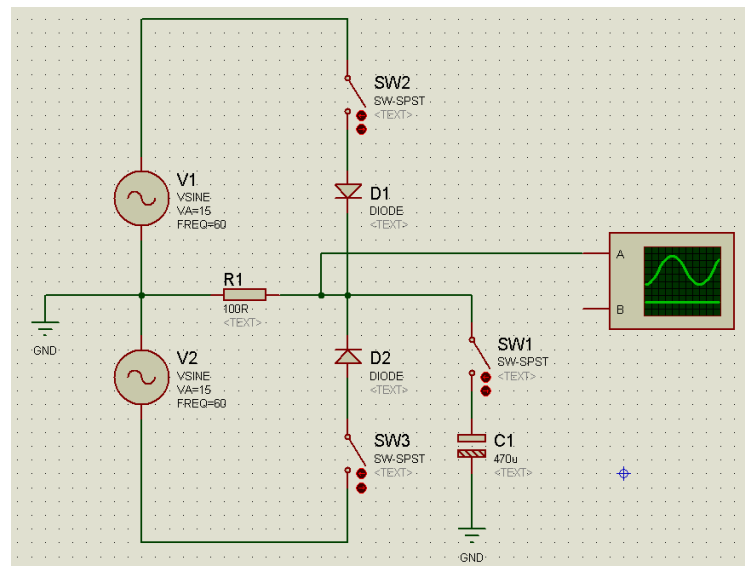 SW2
SW-SPST
<TEXT>
V1
VSINE
VA=15
FREQ=60
D1
DIODE
<TEXT>
A
B
R1
100R
<TEXT>
GND
SW1
SW-SPST
<TEXT>
V2
VSINE
VA=15
FREQ=60
D2
DIODE
<TEXT>
SW3
SW-SPST
<TEXT>
C1
470u
<TEXT>
GND